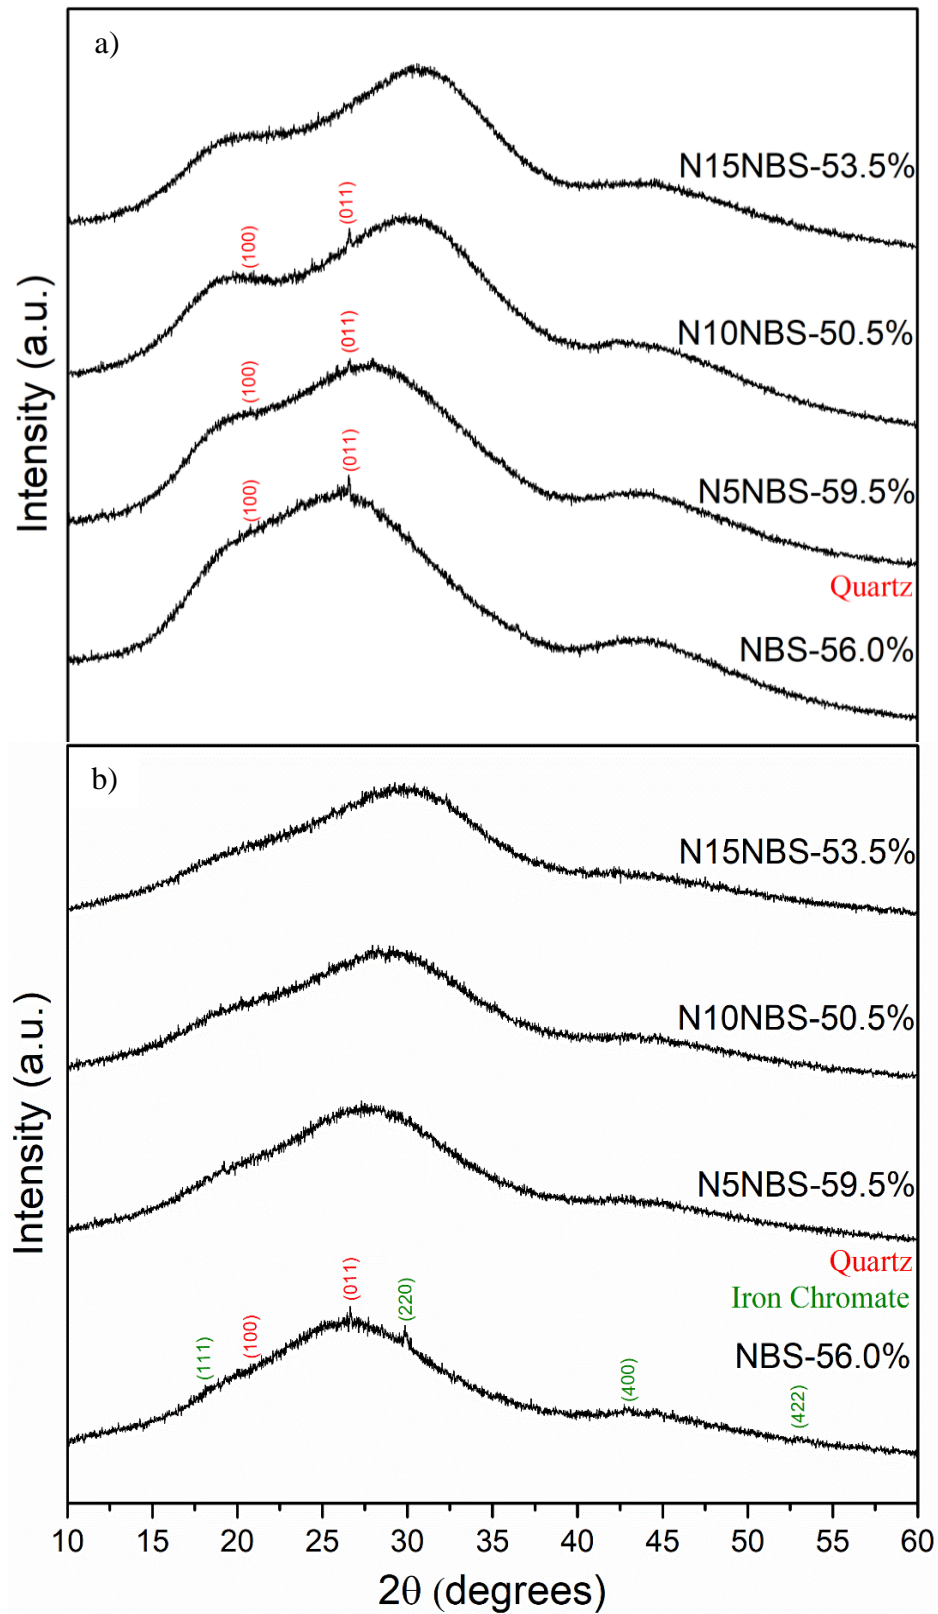 a)
N15NBS-53.5%
(100)
(011)
N10NBS-50.5%
(100)
(011)
N5NBS-59.5%
(100)
(011)
Quartz
NBS-56.0%
Intensity (a.u.)
b)
N15NBS-53.5%
N10NBS-50.5%
N5NBS-59.5%
Quartz
Iron Chromate
NBS-56.0%
(111)
(100)
(011)
(220)
(400)
(422)
Intensity (a.u.)
10 15 20 25 30 35 40 45 50 55 60
2θ (degrees)